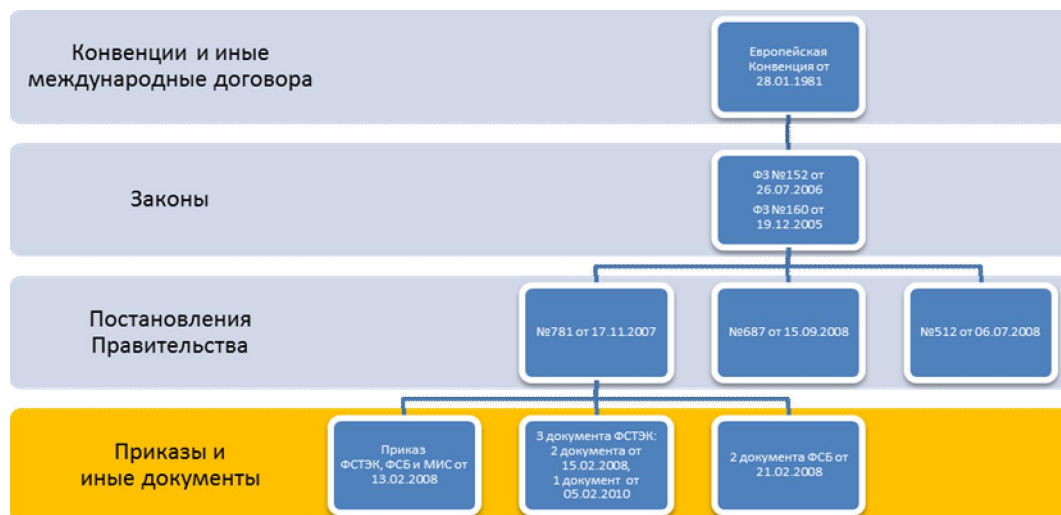 Конвенции и иные
международные договора
Европейская
Конвенция от
28.01.1981
Законы
ФЗ №152 от
26.07.2006
ФЗ №160 от
19.12.2005
Постановления
Правительства
№781 от 17.11.2007
№687 от 15.09.2008
№512 от 06.07.2008
Приказы и
иные документы
Приказ
ФСТЭК, ФСБ и МИС от
13.02.2008
3 документа ФСТЭК:
2 документа от
15.02.2008,
1 документ от
05.02.2010
2 документа ФСБ от
21.02.2008